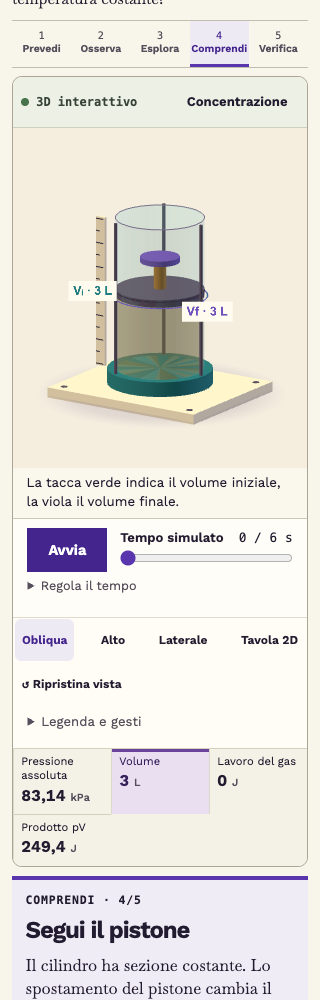 temperatura costante?
1 2 3 4 5
Prevedi Osserva Esplora Comprendi Verifica
3D interattivo Concentrazione
Vᵢ · 3 L
Vf · 3 L
La tacca verde indica il volume iniziale,
la viola il volume finale.
Avvia Tempo simulato 0 / 6 s
▶ Regola il tempo
Obliqua Alto Laterale Tavola 2D
↺ Ripristina vista
▶ Legenda e gesti
Pressione assoluta
83,14 kPa
Volume
3 L
Lavoro del gas
0 J
Prodotto pV
249,4 J
COMPRENDI · 4/5
Segui il pistone
Il cilindro ha sezione costante. Lo
spostamento del pistone cambia il